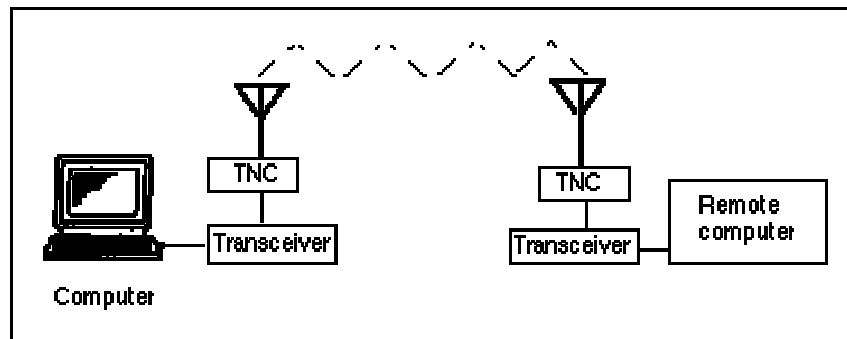 TNC
TNC
Transceiver
Transceiver
Remote
computer
Computer